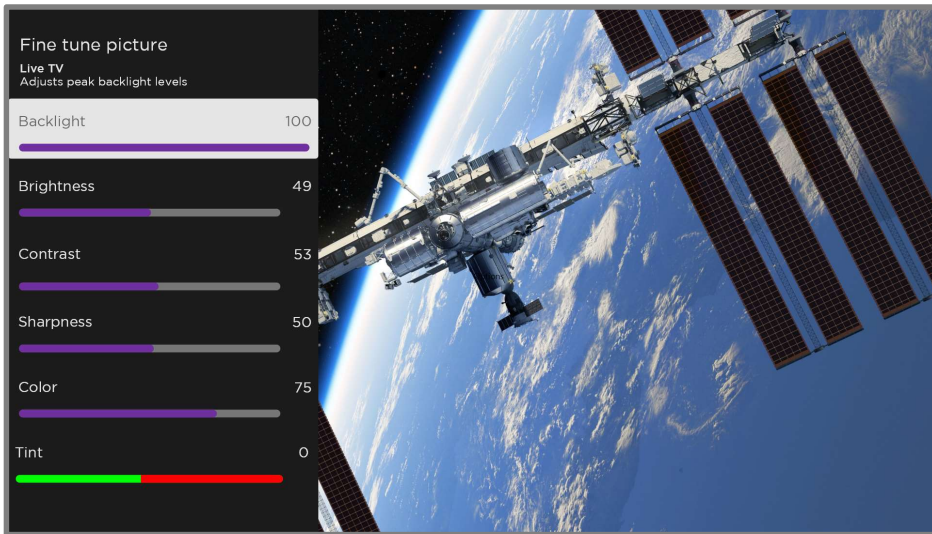 Fine tune picture
Live TV
Adjusts peak backlight levels
Backlight 100
Brightness 49
Contrast 53
Sharpness 50
Color 75
Tint 0